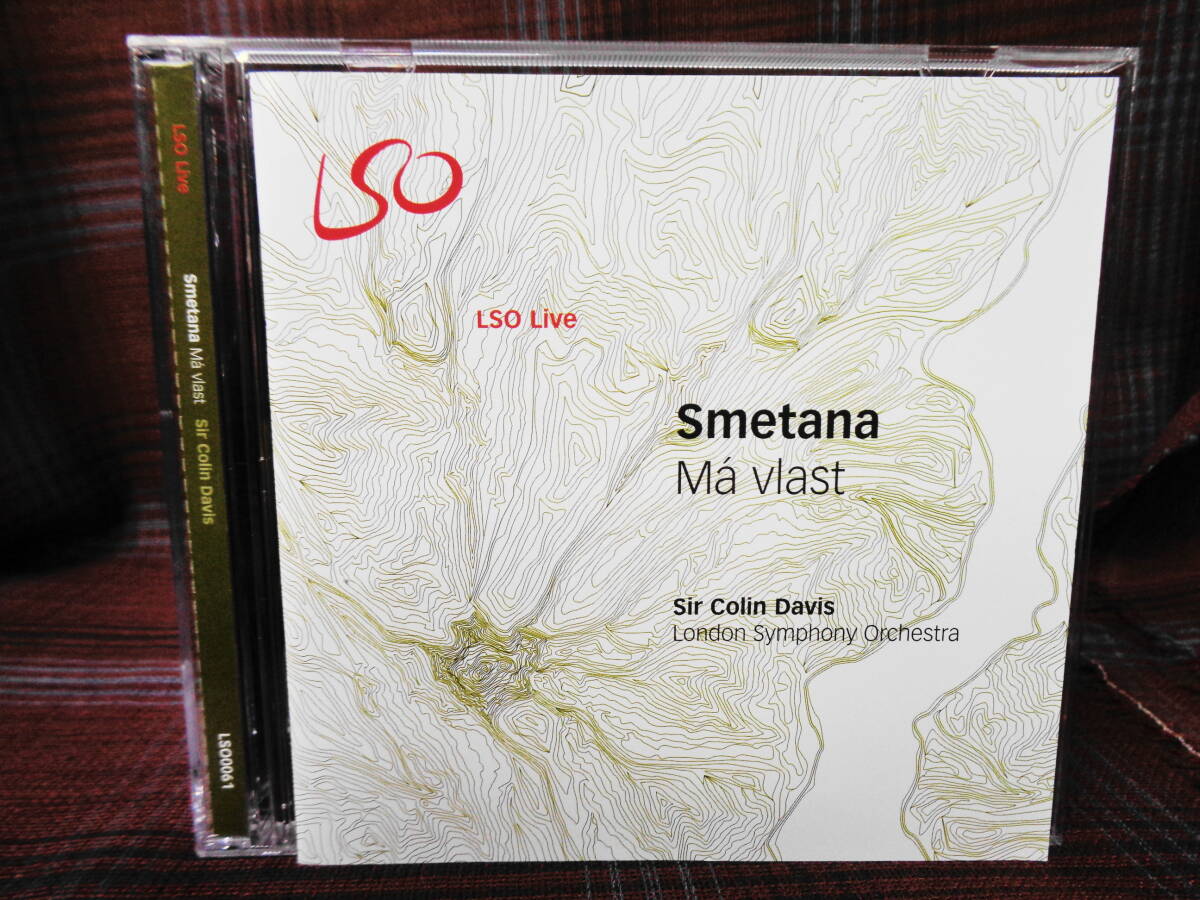 LSO Live
Smetana Má vlast Sir Colin Davis
LSO0061
LSO
LSO Live
Smetana
Má vlast
Sir Colin Davis
London Symphony Orchestra